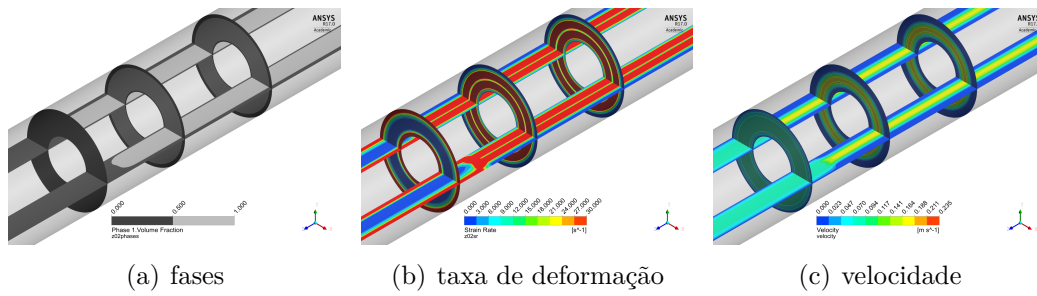 ANSYS
R17.0
Academic
0.000
0.500
1.000
Phase 1.Volume Fraction
z02phases
ANSYS
R17.0
Academic
0.000
3.000
6.000
9.000
12.000
15.000
18.000
21.000
24.000
27.000
30.000
Strain Rate
[s^-1]
z02sr
ANSYS
R17.0
Academic
0.000
0.023
0.047
0.070
0.094
0.117
0.141
0.164
0.188
0.211
0.235
Velocity
[m s^-1]
velocity
(a) fases
(b) taxa de deformação
(c) velocidade